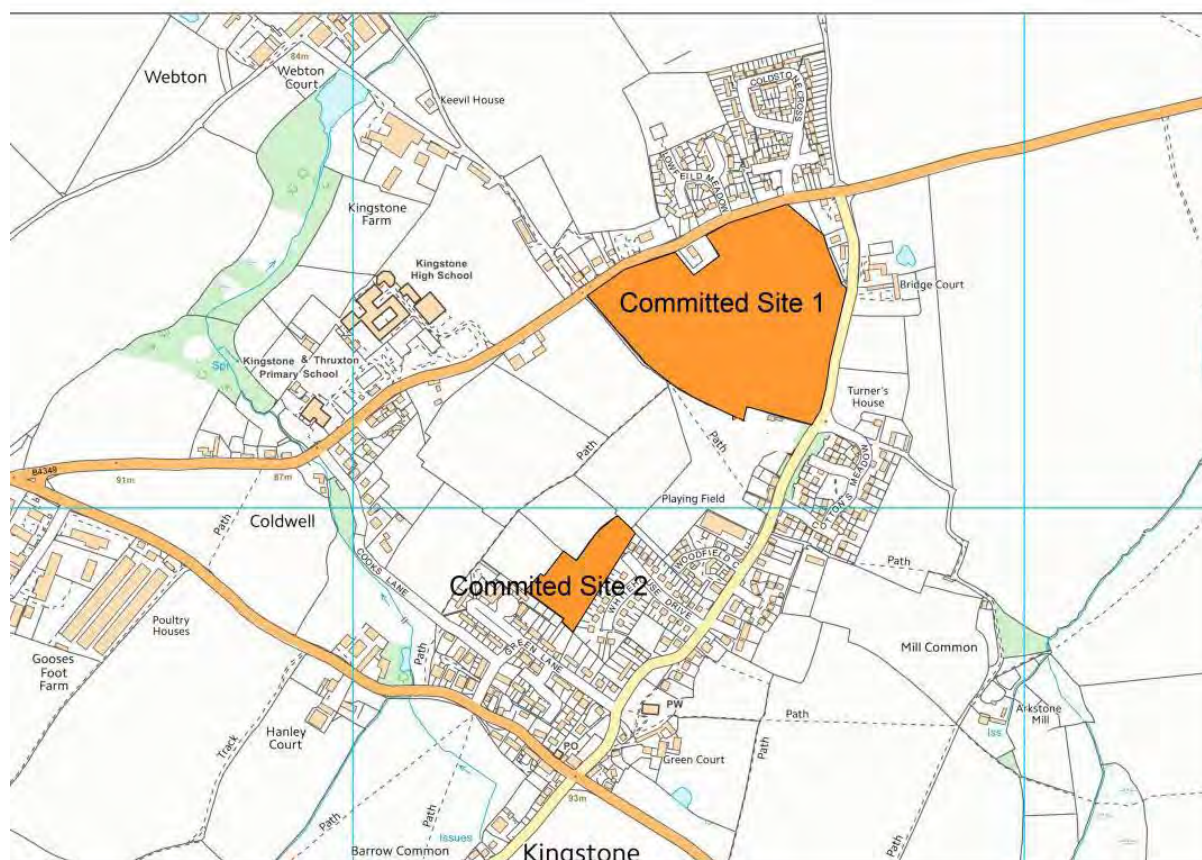 84m
Webton
Webton
Court
Keevil House
COLDSTONE CROSS
Kingstone
Farm
Kingstone
High School
Committed Site 1
Bridge Court
Spr
Kingstone & Thruxton
Primary School
Turner's
House
Path
Path
B4349
91m
87m
Coldwell
Path
Playing Field
MEADOW
COOKS LANE
Commited Site 2
WOODFIELD
DRIVE
Path
Poultry
Houses
GREEN LANE
Mill Common
Gooses
Foot
Farm
Path
Arkstone
Mill
Iss
PW
Path
Hanley
Court
Track
Path
PO
Green Court
93m
Path
Path
Issues
Barrow Common
Kingstone